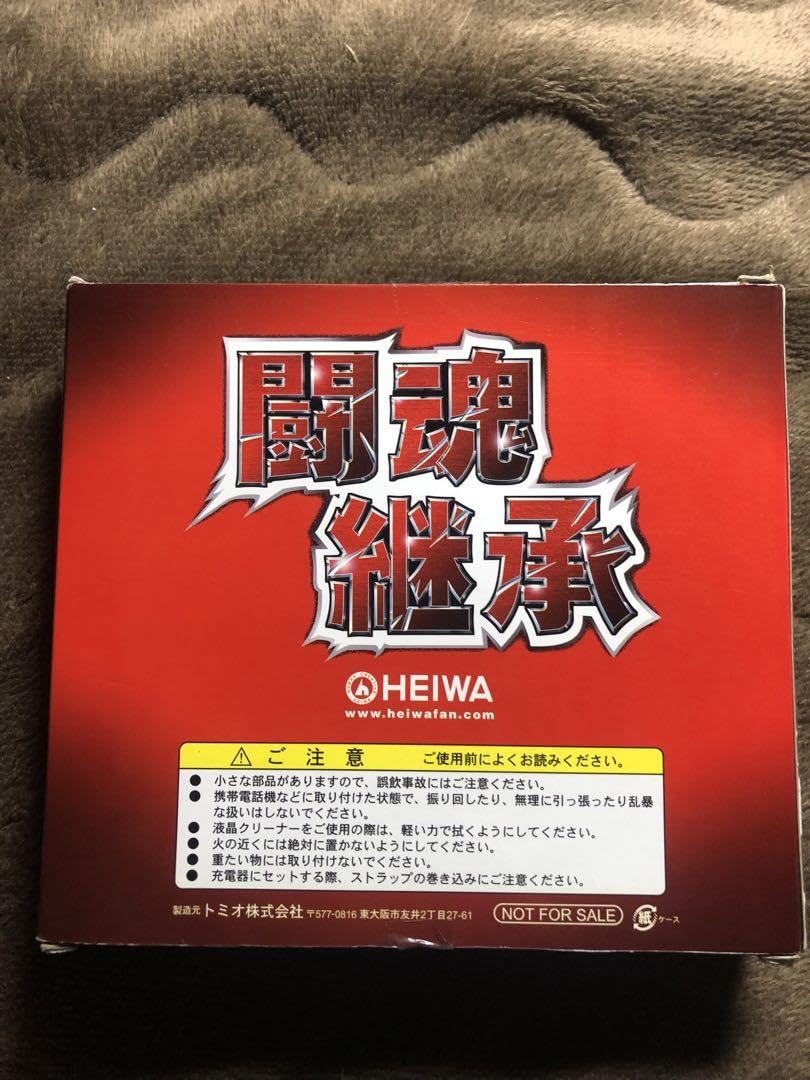 闘魂
継承
HEIWA
www.heiwafan.com
⚠ ご注意 ご使用前によくお読みください。
● 小さな部品がありますので、誤飲事故にはご注意ください。
● 携帯電話機などに取り付けた状態で、振り回したり、無理に引っ張ったり乱暴
な扱いはしないでください。
● 液晶クリーナーをご使用の際は、軽い力で拭くようにしてください。
● 火の近くには絶対に置かないようにしてください。
● 重たい物には取り付けないでください。
● 充電器にセットする際、ストラップの巻き込みにご注意ください。
製造元 トミオ株式会社 〒577-0816 東大阪市友井2丁目27-61 NOT FOR SALE 紙 ケース